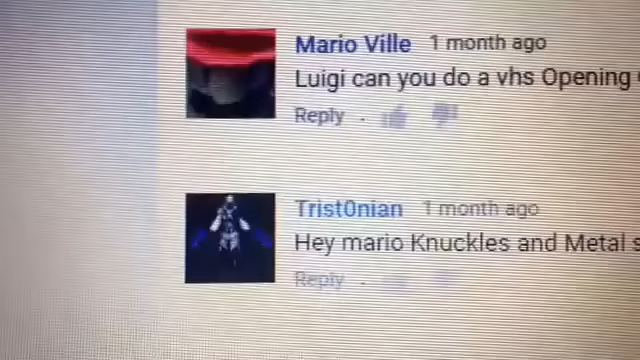 Mario Ville 1 month ago
Luigi can you do a vhs Opening
Reply .
Trist0nian 1 month ago
Hey mario Knuckles and Metal s
Reply .